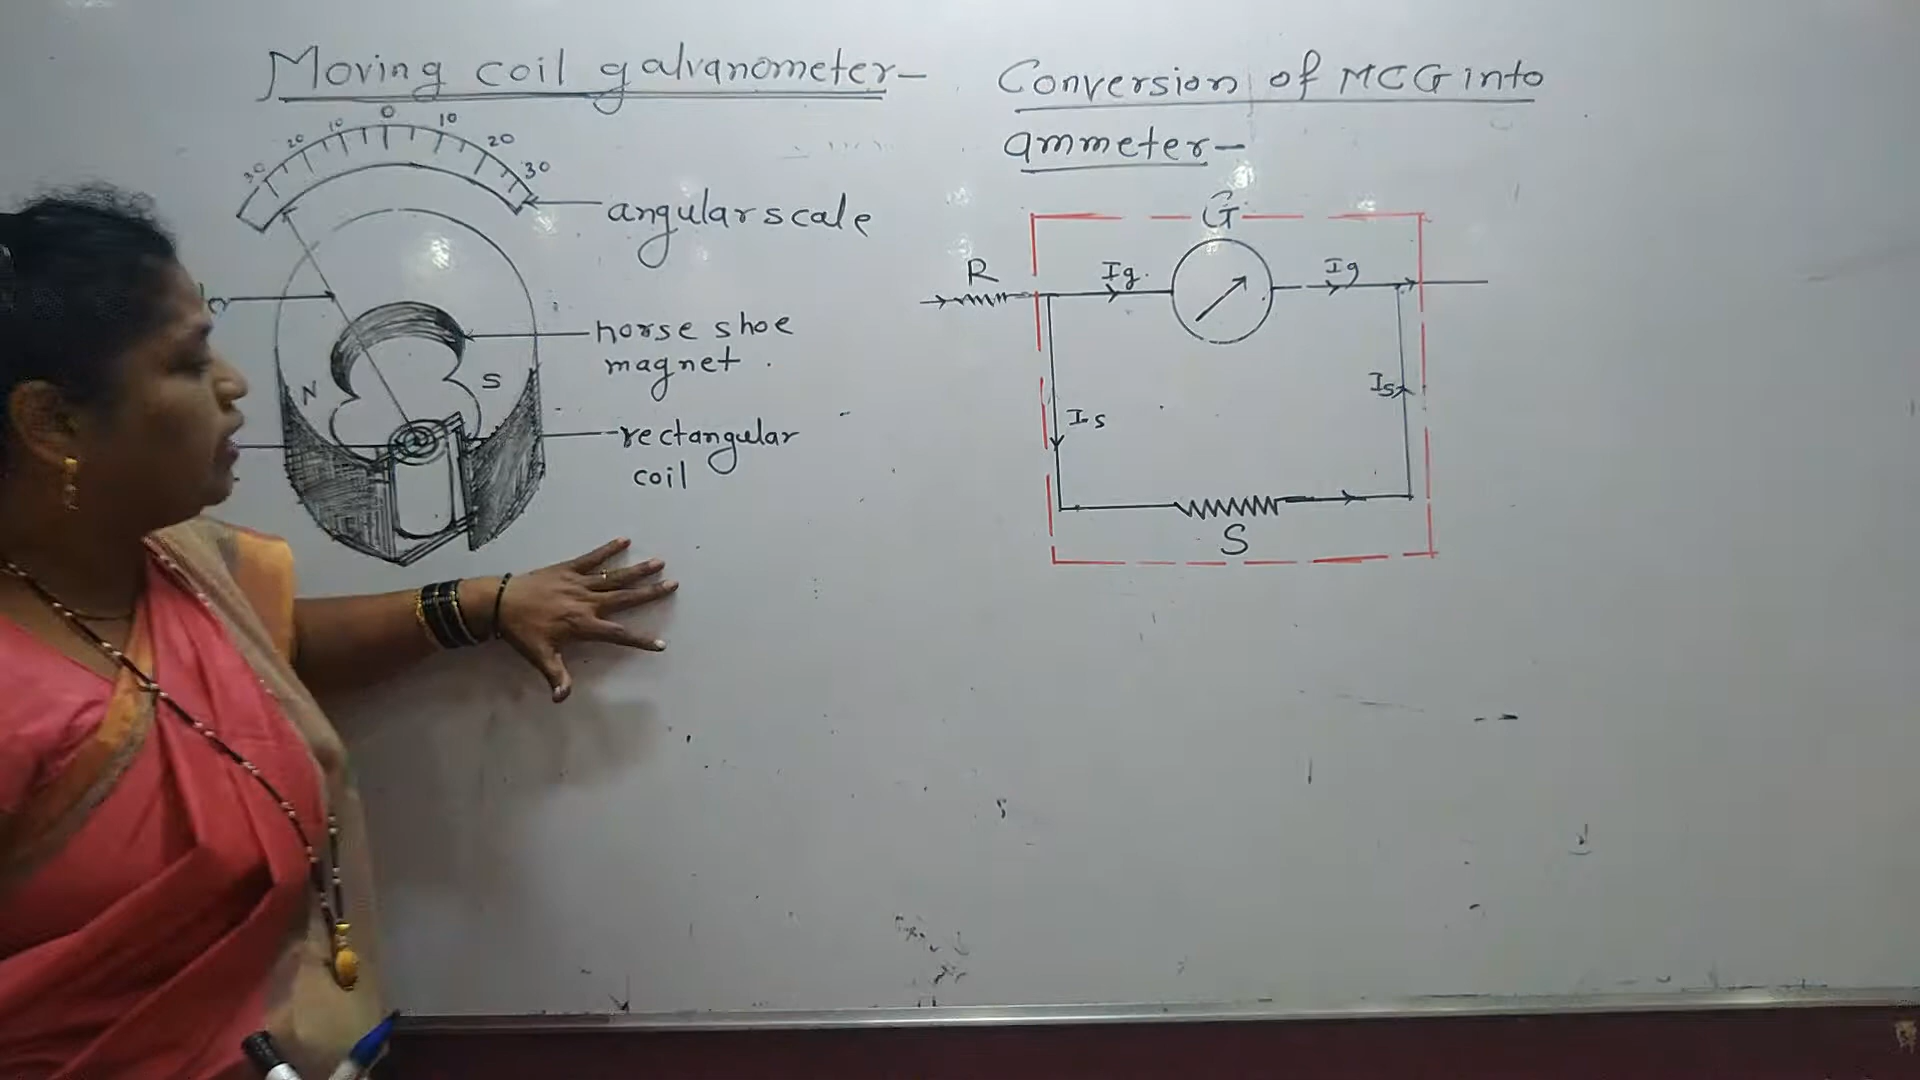 Moving coil galvanometer-
30 20 10 0 10 20 30
angular scale
horse shoe
magnet.
N S
rectangular
coil
Conversion of MCG into
ammeter-
G
R Ig. Ig
Is Is
S